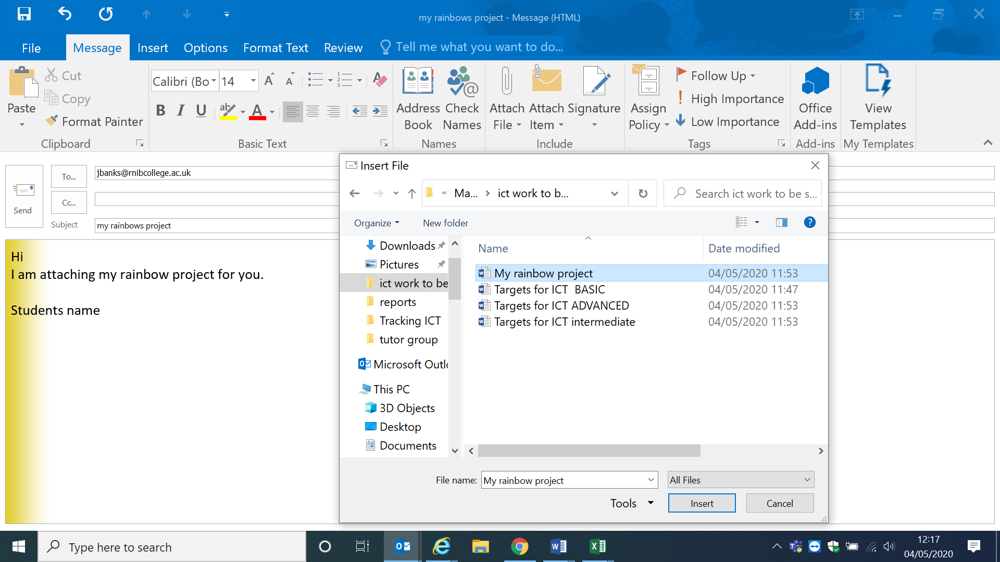 my rainbows project - Message (HTML)
File Message Insert Options Format Text Review Tell me what you want to do...
Paste
Cut
Copy
Format Painter
Clipboard
Calibri (Bo 14
B I U ab A
Basic Text
Address Book
Check Names
Names
Attach File
Attach Item
Signature
Include
Assign Policy
Follow Up
High Importance
Low Importance
Tags
Office Add-ins
Add-ins
View Templates
My Templates
Send
To...
jbanks@rnibcollege.ac.uk
Cc...
Subject
my rainbows project
Hi
I am attaching my rainbow project for you.
Students name
Insert File
« Ma... › ict work to b...
Search ict work to be s...
Organize New folder
Downloads
Pictures
ict work to be
reports
Tracking ICT
tutor group
Microsoft Outlo
This PC
3D Objects
Desktop
Documents
Name Date modified
My rainbow project 04/05/2020 11:53
Targets for ICT  BASIC 04/05/2020 11:47
Targets for ICT ADVANCED 04/05/2020 11:53
Targets for ICT intermediate 04/05/2020 11:53
File name: My rainbow project All Files
Tools Insert Cancel
Type here to search
12:17
04/05/2020